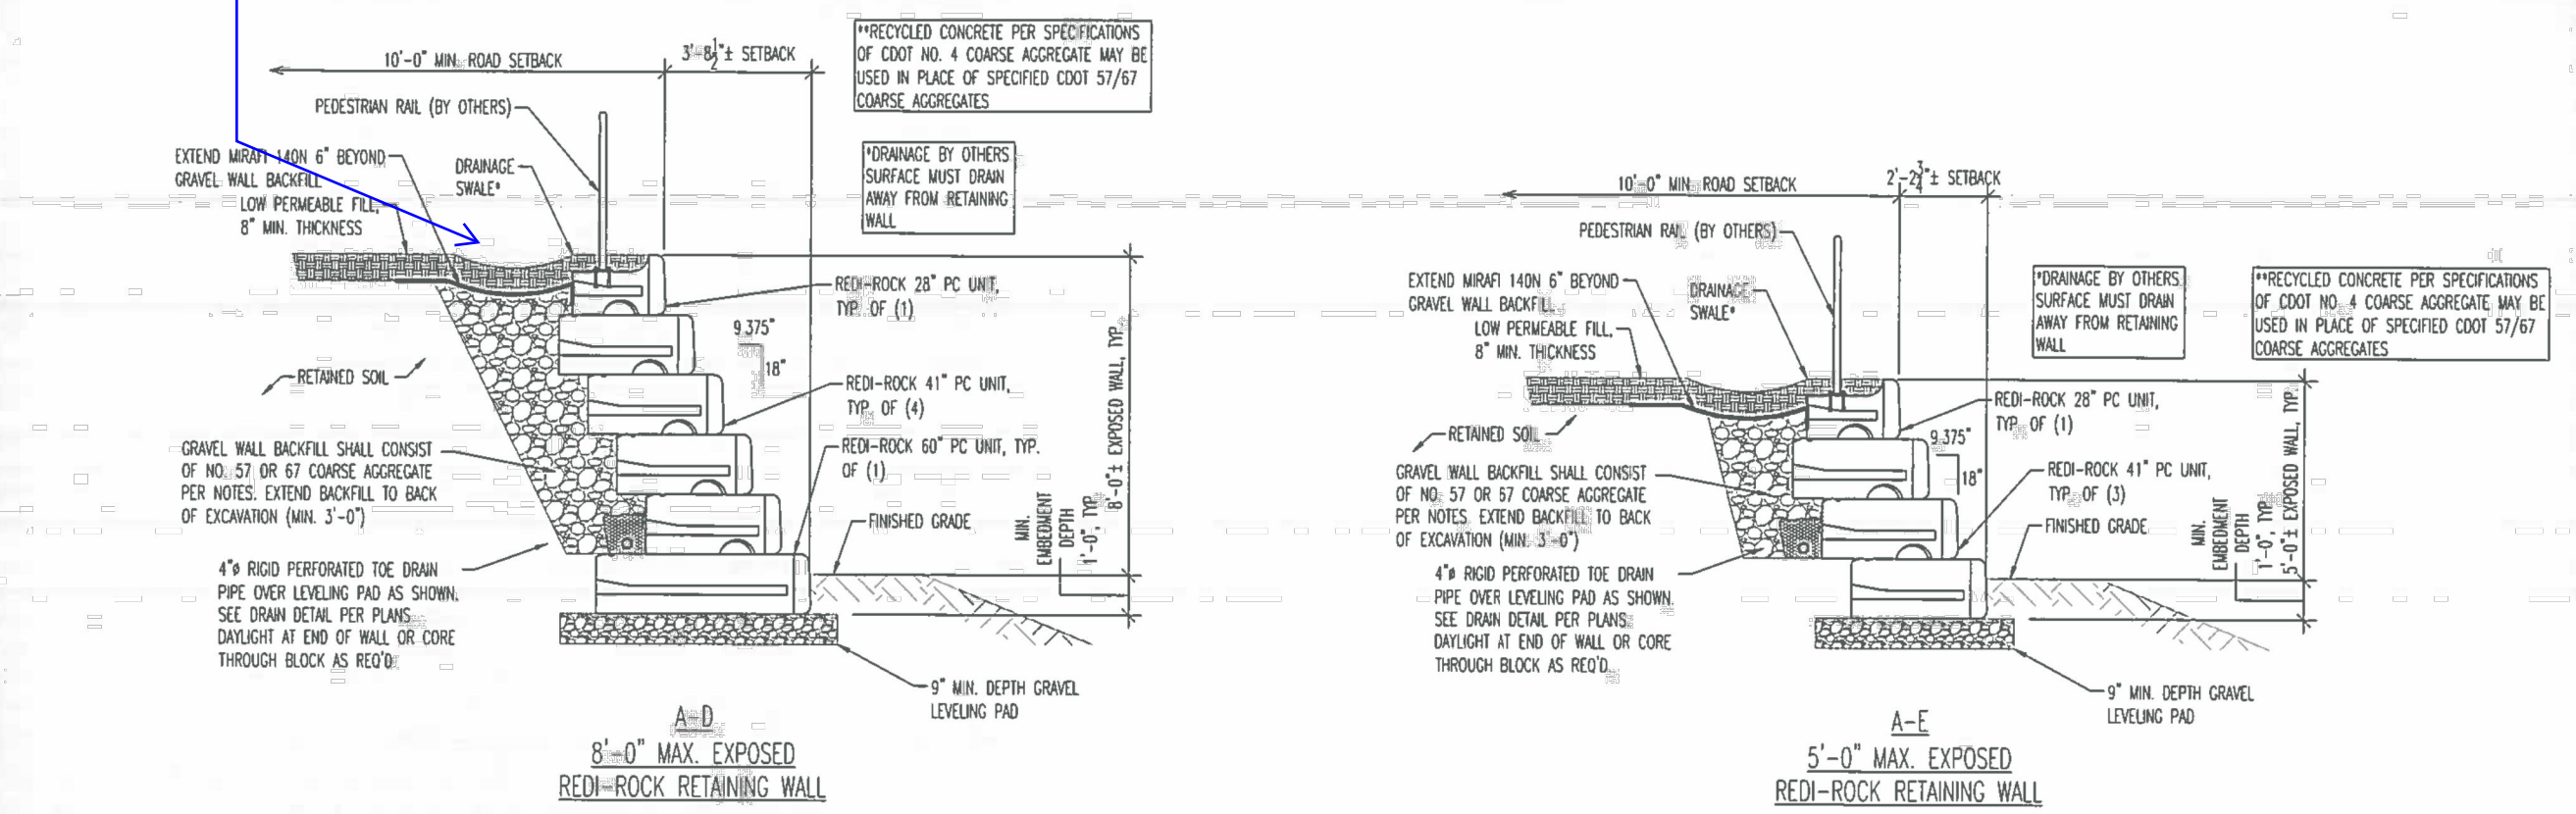 10'-0" MIN. ROAD SETBACK
3'-8 1/2"± SETBACK
**RECYCLED CONCRETE PER SPECIFICATIONS
OF CDOT NO. 4 COARSE AGGREGATE MAY BE
USED IN PLACE OF SPECIFIED CDOT 57/67
COARSE AGGREGATES
PEDESTRIAN RAIL (BY OTHERS)
EXTEND MIRAFI 140N 6" BEYOND
GRAVEL WALL BACKFILL
DRAINAGE
SWALE*
LOW PERMEABLE FILL,
8" MIN. THICKNESS
*DRAINAGE BY OTHERS
SURFACE MUST DRAIN
AWAY FROM RETAINING
WALL
REDI-ROCK 28" PC UNIT,
TYP. OF (1)
9.375"
18"
RETAINED SOIL
REDI-ROCK 41" PC UNIT,
TYP. OF (4)
REDI-ROCK 60" PC UNIT, TYP.
OF (1)
GRAVEL WALL BACKFILL SHALL CONSIST
OF NO. 57 OR 67 COARSE AGGREGATE
PER NOTES. EXTEND BACKFILL TO BACK
OF EXCAVATION (MIN. 3'-0")
FINISHED GRADE
MIN.
EMBEDMENT
DEPTH
1'-0", TYP.
8'-0"± EXPOSED WALL, TYP.
4"ø RIGID PERFORATED TOE DRAIN
PIPE OVER LEVELING PAD AS SHOWN.
SEE DRAIN DETAIL PER PLANS
DAYLIGHT AT END OF WALL OR CORE
THROUGH BLOCK AS REQ'D
9" MIN. DEPTH GRAVEL
LEVELING PAD
A-D
8'-0" MAX. EXPOSED
REDI-ROCK RETAINING WALL
10'-0" MIN. ROAD SETBACK
2'-2 3/4"± SETBACK
PEDESTRIAN RAIL (BY OTHERS)
EXTEND MIRAFI 140N 6" BEYOND
GRAVEL WALL BACKFILL
DRAINAGE
SWALE*
LOW PERMEABLE FILL,
8" MIN. THICKNESS
*DRAINAGE BY OTHERS
SURFACE MUST DRAIN
AWAY FROM RETAINING
WALL
**RECYCLED CONCRETE PER SPECIFICATIONS
OF CDOT NO. 4 COARSE AGGREGATE MAY BE
USED IN PLACE OF SPECIFIED CDOT 57/67
COARSE AGGREGATES
REDI-ROCK 28" PC UNIT,
TYP. OF (1)
9.375"
18"
RETAINED SOIL
REDI-ROCK 41" PC UNIT,
TYP. OF (3)
GRAVEL WALL BACKFILL SHALL CONSIST
OF NO. 57 OR 67 COARSE AGGREGATE
PER NOTES. EXTEND BACKFILL TO BACK
OF EXCAVATION (MIN. 3'-0")
FINISHED GRADE
MIN.
EMBEDMENT
DEPTH
1'-0", TYP.
5'-0"± EXPOSED WALL, TYP.
4"ø RIGID PERFORATED TOE DRAIN
PIPE OVER LEVELING PAD AS SHOWN.
SEE DRAIN DETAIL PER PLANS
DAYLIGHT AT END OF WALL OR CORE
THROUGH BLOCK AS REQ'D.
9" MIN. DEPTH GRAVEL
LEVELING PAD
A-E
5'-0" MAX. EXPOSED
REDI-ROCK RETAINING WALL